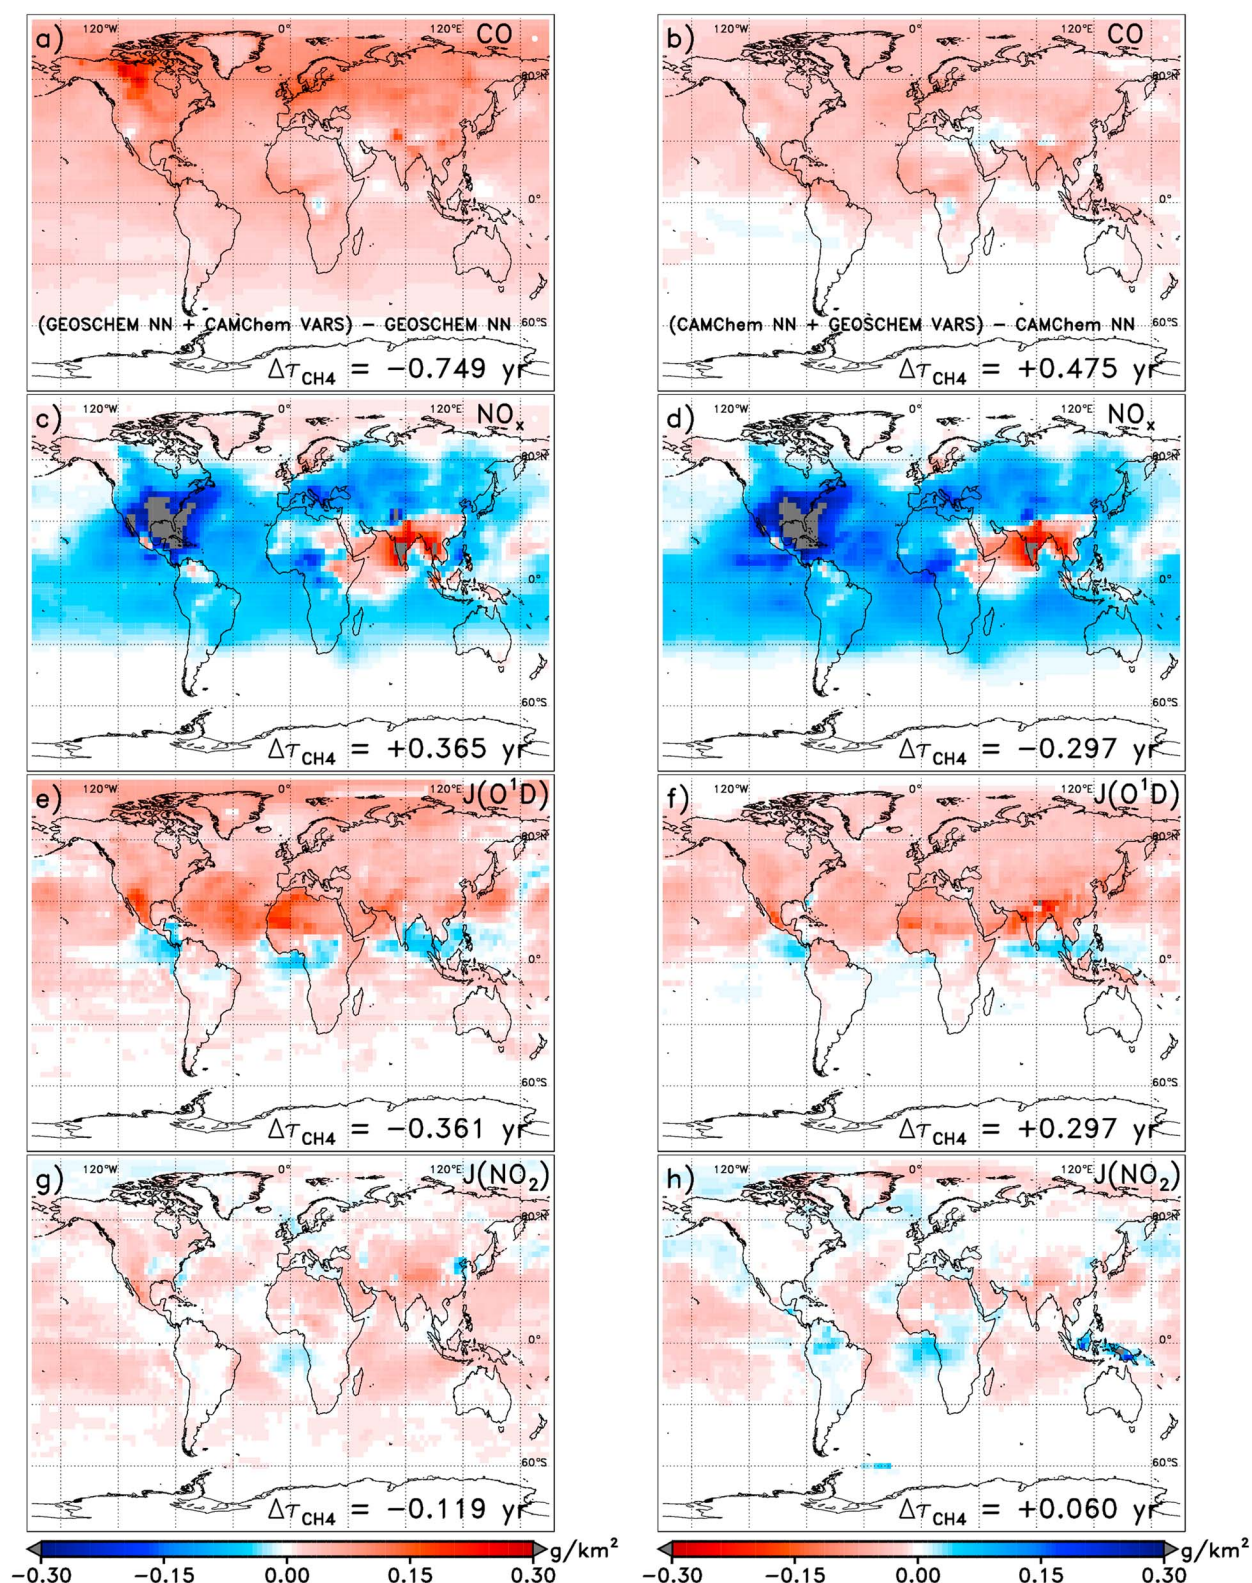 120°W 0° 120°E
a) CO
60°N
0°
(GEOSCHEM NN + CAMChem VARS) − GEOSCHEM NN
60°S
Δτ_CH4 = −0.749 yr
120°W 0° 120°E
b) CO
60°N
0°
(CAMChem NN + GEOSCHEM VARS) − CAMChem NN
60°S
Δτ_CH4 = +0.475 yr
120°W 0° 120°E
c) NO_x
60°N
0°
60°S
Δτ_CH4 = +0.365 yr
120°W 0° 120°E
d) NO_x
60°N
0°
60°S
Δτ_CH4 = −0.297 yr
120°W 0° 120°E
e) J(O¹D)
60°N
0°
60°S
Δτ_CH4 = −0.361 yr
120°W 0° 120°E
f) J(O¹D)
60°N
0°
60°S
Δτ_CH4 = +0.297 yr
120°W 0° 120°E
g) J(NO₂)
60°N
0°
60°S
Δτ_CH4 = −0.119 yr
120°W 0° 120°E
h) J(NO₂)
60°N
0°
60°S
Δτ_CH4 = +0.060 yr
g/km²
−0.30 −0.15 0.00 0.15 0.30
g/km²
−0.30 −0.15 0.00 0.15 0.30